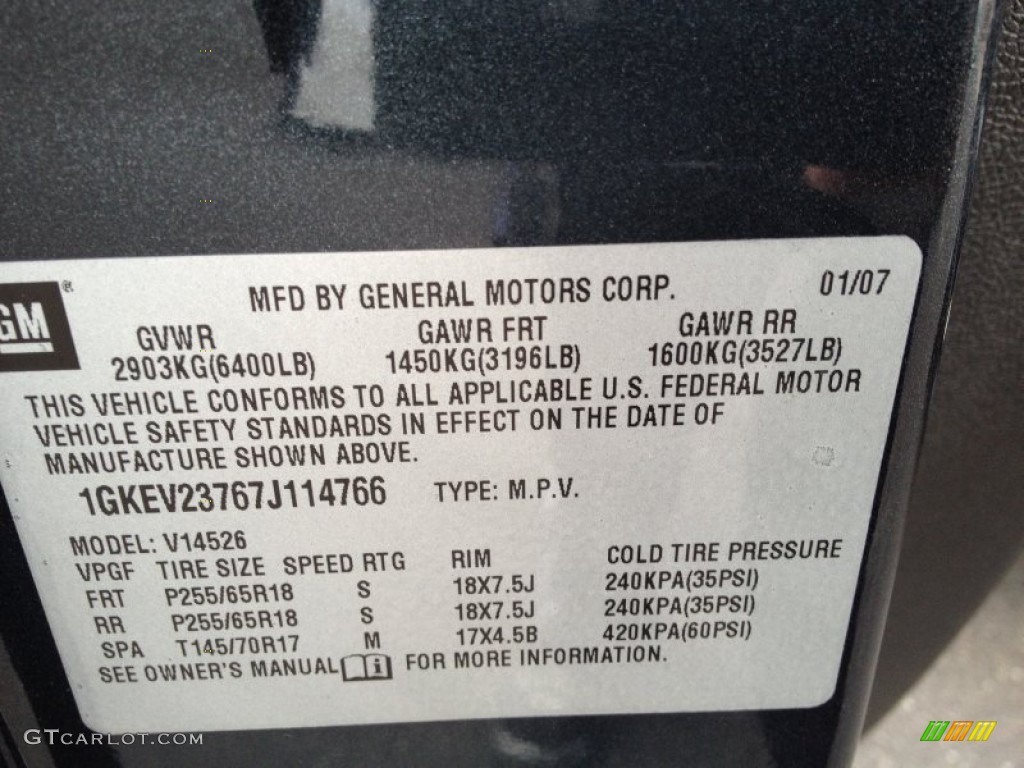 GM®
MFD BY GENERAL MOTORS CORP. 01/07
GVWR GAWR FRT GAWR RR
2903KG(6400LB) 1450KG(3196LB) 1600KG(3527LB)
THIS VEHICLE CONFORMS TO ALL APPLICABLE U.S. FEDERAL MOTOR
VEHICLE SAFETY STANDARDS IN EFFECT ON THE DATE OF
MANUFACTURE SHOWN ABOVE.
1GKEV23767J114766 TYPE: M.P.V.
MODEL: V14526
VPGF TIRE SIZE SPEED RTG RIM COLD TIRE PRESSURE
FRT P255/65R18 S 18X7.5J 240KPA(35PSI)
RR P255/65R18 S 18X7.5J 240KPA(35PSI)
SPA T145/70R17 M 17X4.5B 420KPA(60PSI)
SEE OWNER'S MANUAL FOR MORE INFORMATION.
GTCARLOT.COM